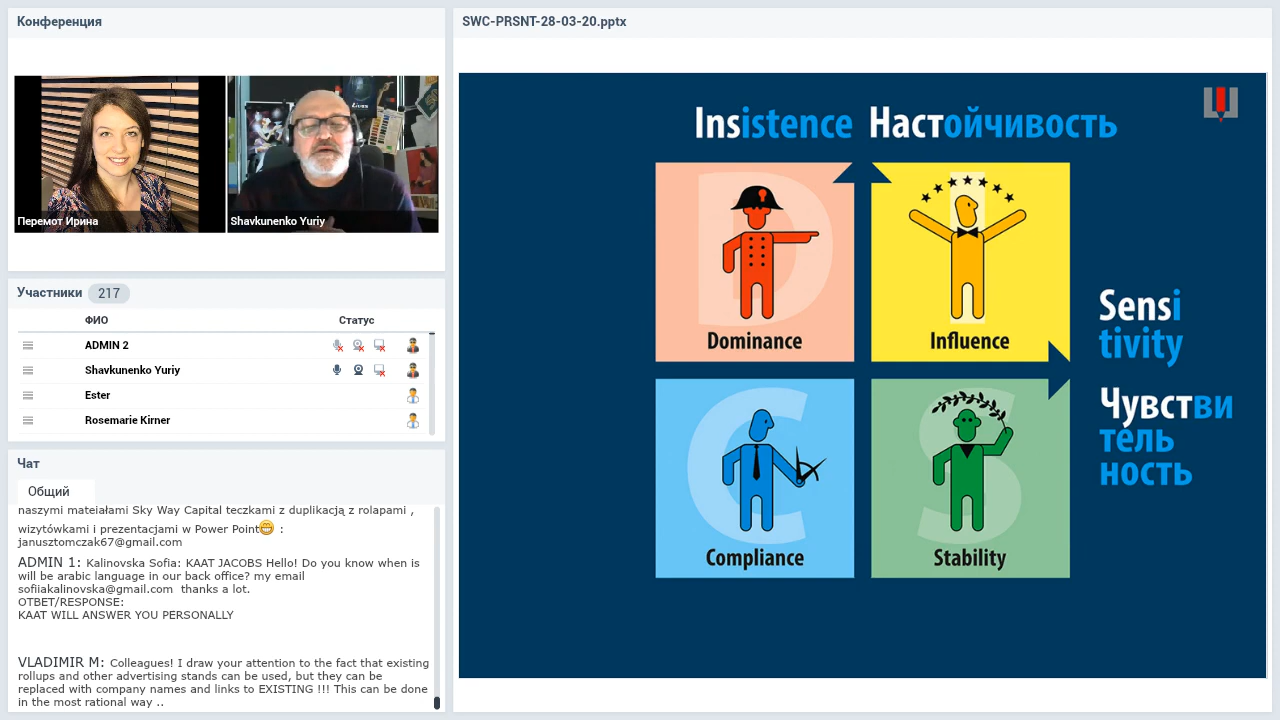 Конференция
Перемот Ирина
Shavkunenko Yuriy
Участники 217
ФИО Статус
ADMIN 2
Shavkunenko Yuriy
Ester
Rosemarie Kirner
Чат
Общий
naszymi mateiałami Sky Way Capital teczkami z duplikacją z rolapami ,
wizytówkami i prezentacjami w Power Point😁 :
janusztomczak67@gmail.com
ADMIN 1: Kalinovska Sofia: KAAT JACOBS Hello! Do you know when is
will be arabic language in our back office? my email
sofiiakalinovska@gmail.com thanks a lot.
ОТВЕТ/RESPONSE:
KAAT WILL ANSWER YOU PERSONALLY
VLADIMIR M: Colleagues! I draw your attention to the fact that existing
rollups and other advertising stands can be used, but they can be
replaced with company names and links to EXISTING !!! This can be done
in the most rational way ..
SWC-PRSNT-28-03-20.pptx
Insistence Настойчивость
D
Dominance
I
Influence
Sensi
tivity
C
Compliance
S
Stability
Чувстви
тель
ность